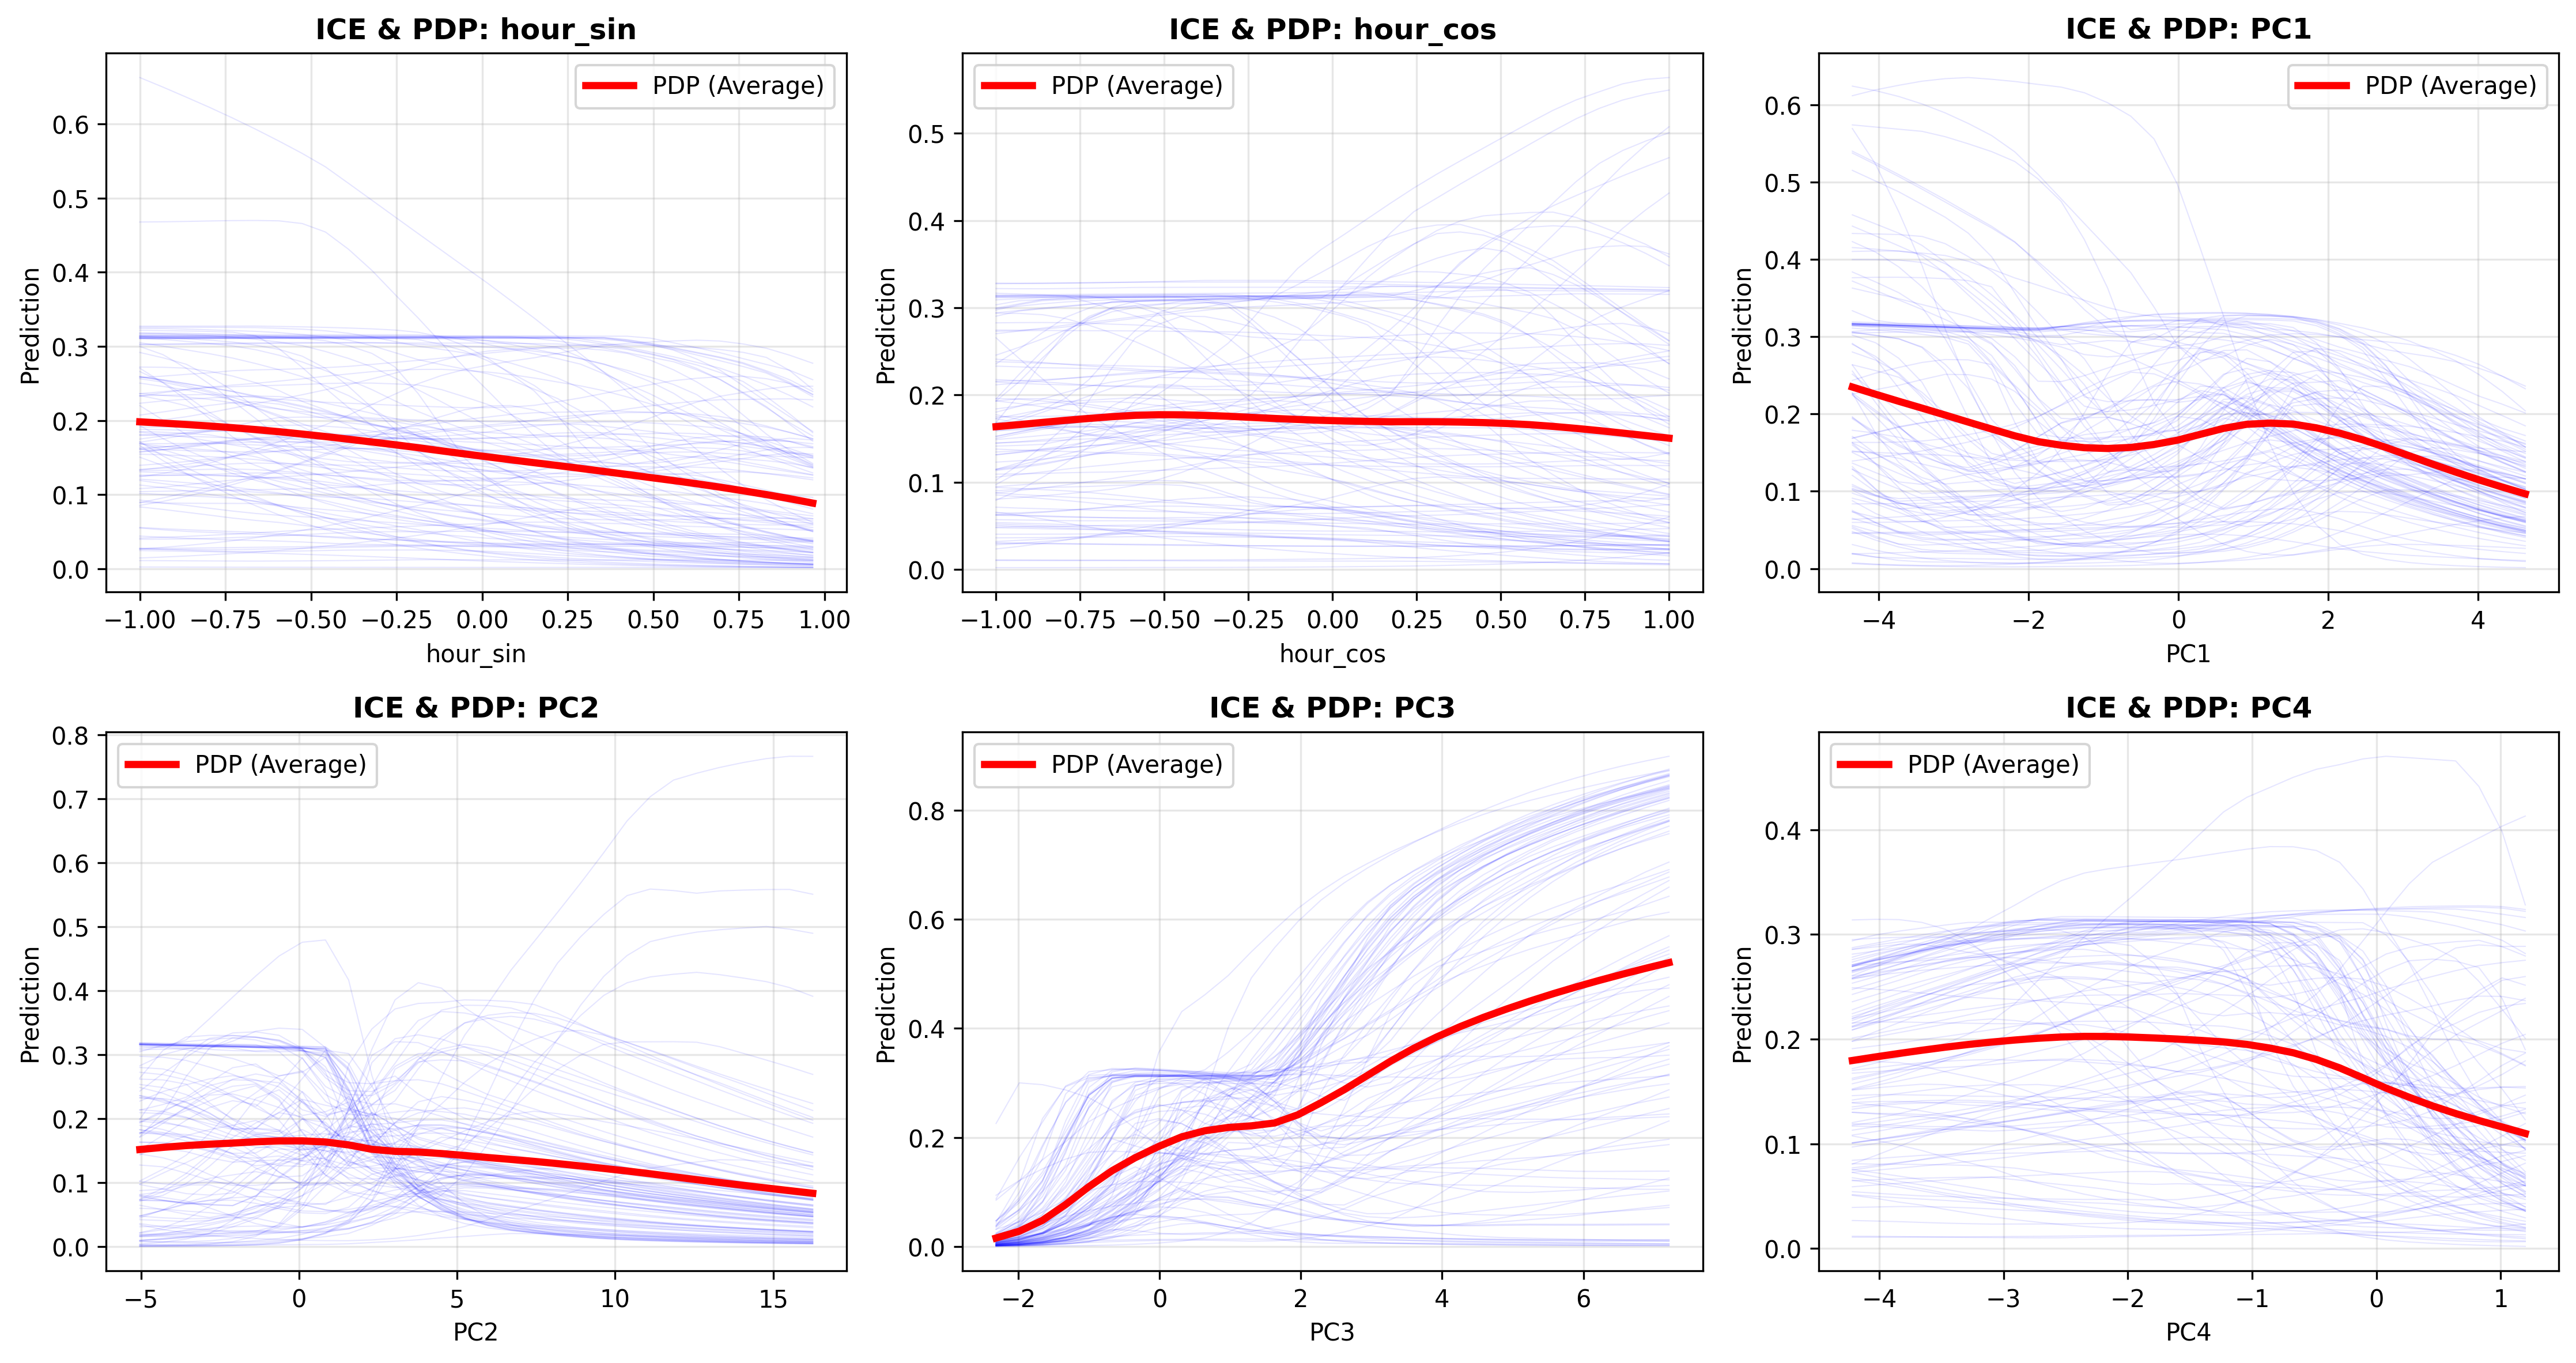 ICE & PDP: hour_sin
PDP (Average)
Prediction
0.6
0.5
0.4
0.3
0.2
0.1
0.0
−1.00 −0.75 −0.50 −0.25 0.00 0.25 0.50 0.75 1.00
hour_sin
ICE & PDP: hour_cos
PDP (Average)
Prediction
0.5
0.4
0.3
0.2
0.1
0.0
−1.00 −0.75 −0.50 −0.25 0.00 0.25 0.50 0.75 1.00
hour_cos
ICE & PDP: PC1
PDP (Average)
Prediction
0.6
0.5
0.4
0.3
0.2
0.1
0.0
−4 −2 0 2 4
PC1
ICE & PDP: PC2
PDP (Average)
Prediction
0.8
0.7
0.6
0.5
0.4
0.3
0.2
0.1
0.0
−5 0 5 10 15
PC2
ICE & PDP: PC3
PDP (Average)
Prediction
0.8
0.6
0.4
0.2
0.0
−2 0 2 4 6
PC3
ICE & PDP: PC4
PDP (Average)
Prediction
0.4
0.3
0.2
0.1
0.0
−4 −3 −2 −1 0 1
PC4